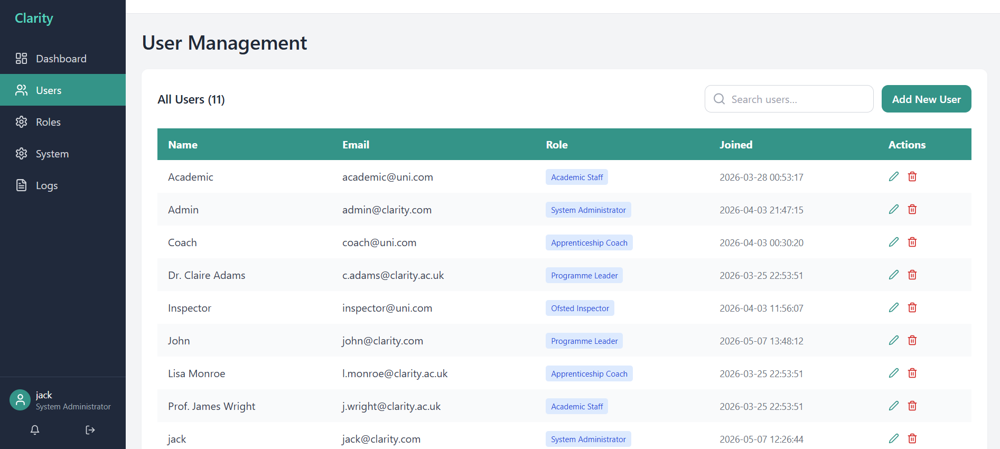 Clarity
Dashboard
Users
Roles
System
Logs
jack
System Administrator
User Management
All Users (11)
Search users...
Add New User
Name Email Role Joined Actions
Academic academic@uni.com Academic Staff 2026-03-28 00:53:17
Admin admin@clarity.com System Administrator 2026-04-03 21:47:15
Coach coach@uni.com Apprenticeship Coach 2026-04-03 00:30:20
Dr. Claire Adams c.adams@clarity.ac.uk Programme Leader 2026-03-25 22:53:51
Inspector inspector@uni.com Ofsted Inspector 2026-04-03 11:56:07
John john@clarity.com Programme Leader 2026-05-07 13:48:12
Lisa Monroe l.monroe@clarity.ac.uk Apprenticeship Coach 2026-03-25 22:53:51
Prof. James Wright j.wright@clarity.ac.uk Academic Staff 2026-03-25 22:53:51
jack jack@clarity.com System Administrator 2026-05-07 12:26:44